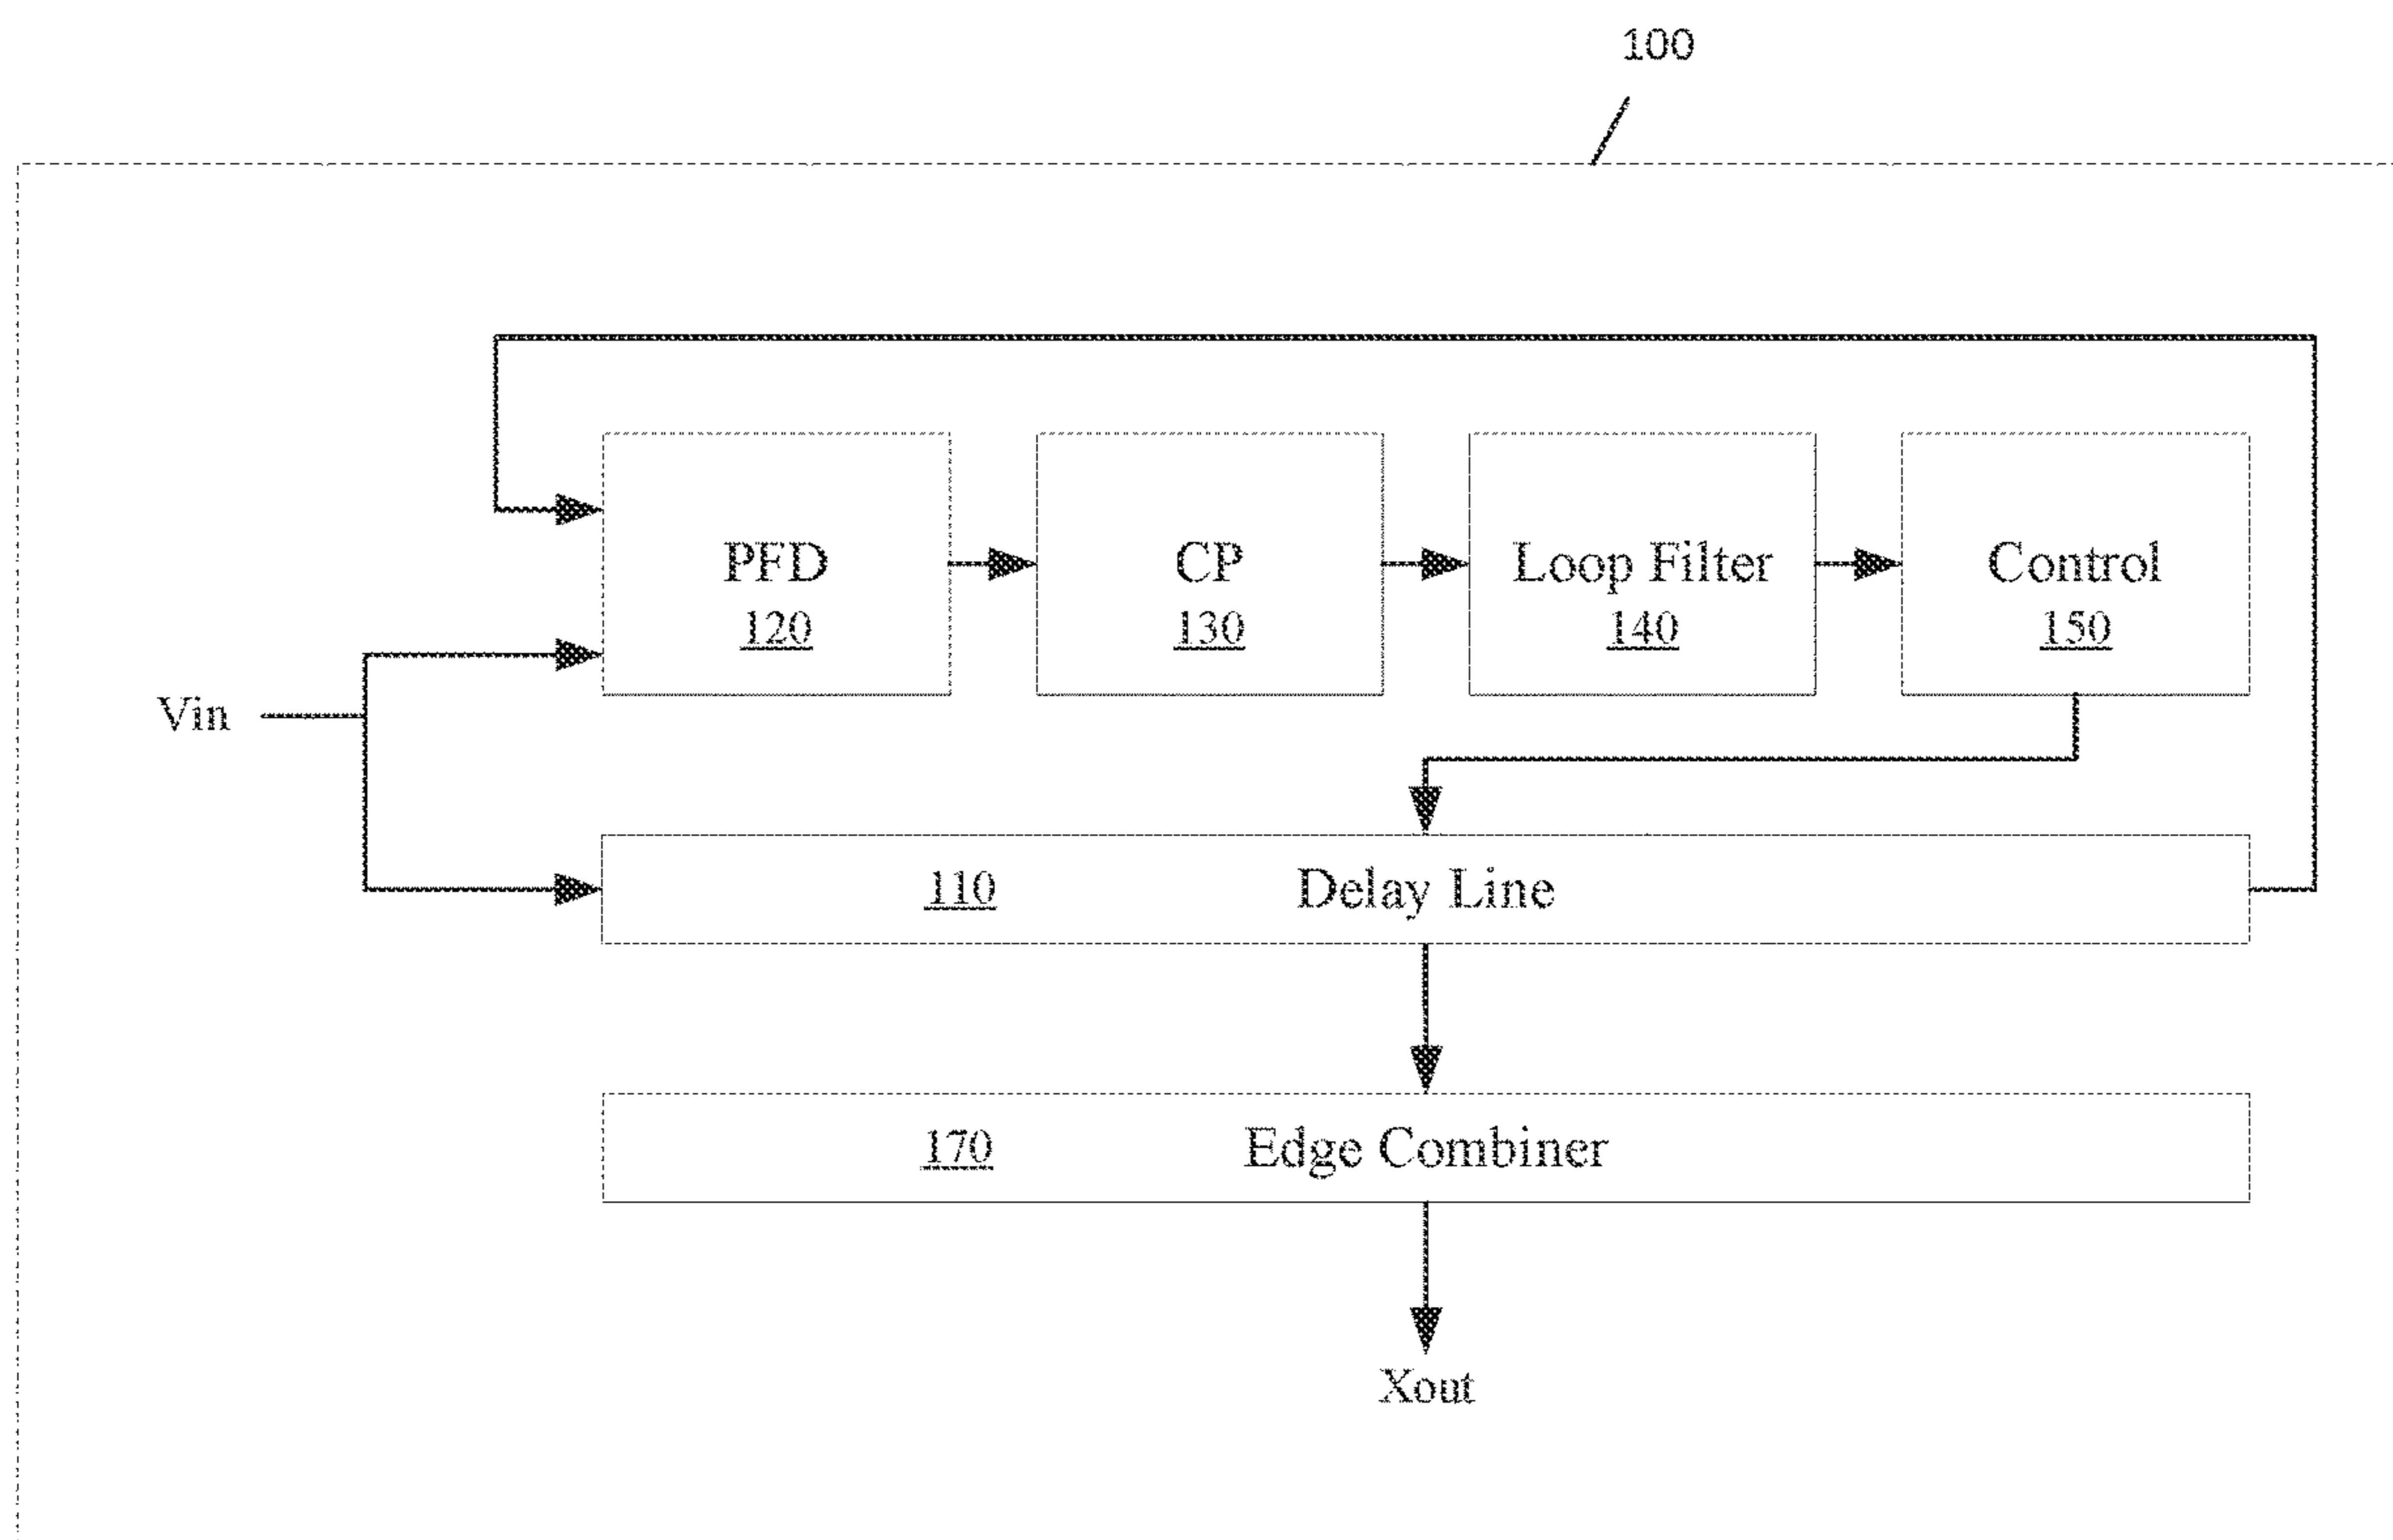 100
PFD
120
CP
130
Loop Filter
140
Control
150
Vin
110 Delay Line
170 Edge Combiner
Xout